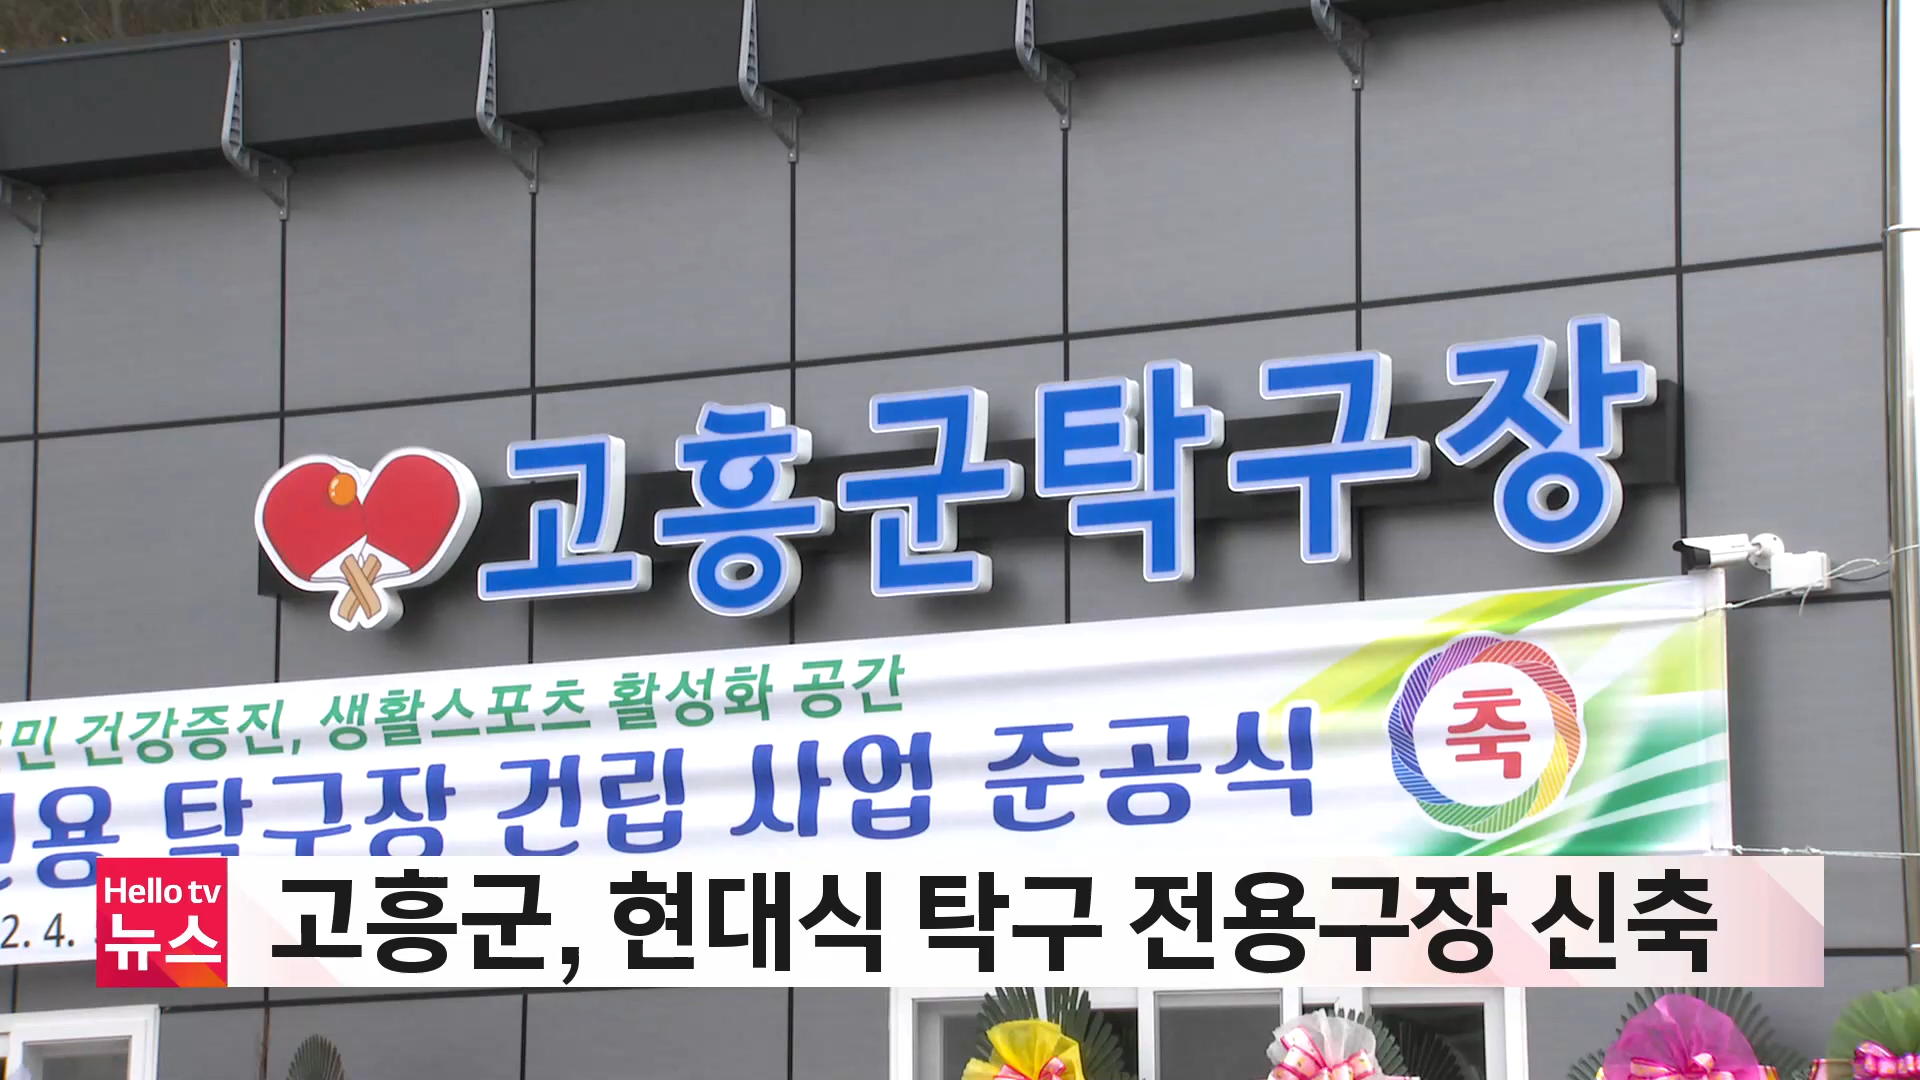 고흥군탁구장
민 건강증진, 생활스포츠 활성화 공간
용 탁구장 건립 사업 준공식
축
2. 4.
Hello tv
뉴스
고흥군, 현대식 탁구 전용구장 신축